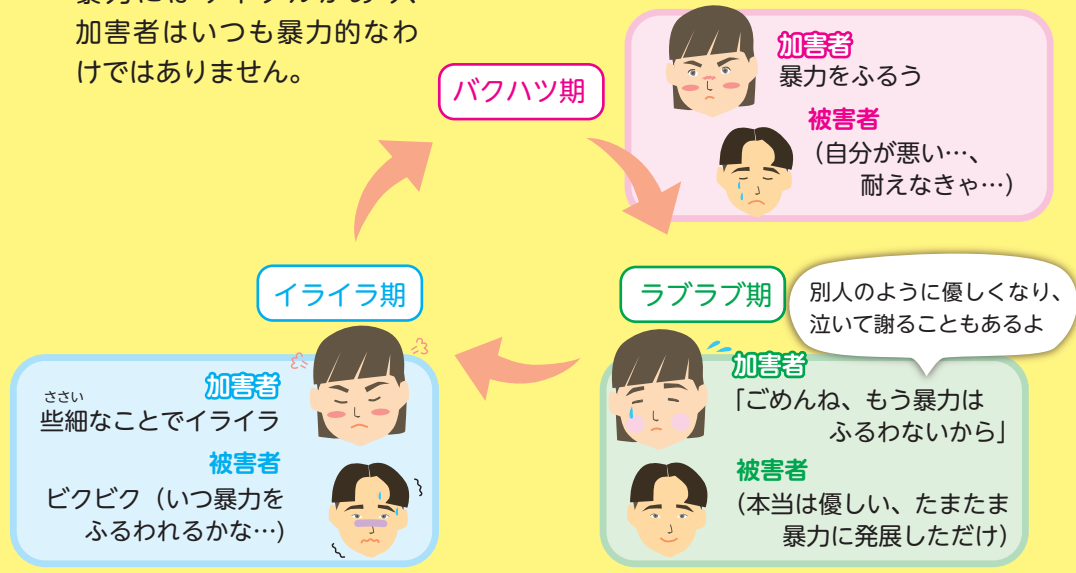 加害者はいつも暴力的なわ
けではありません。
バクハツ期
加害者
暴力をふるう
被害者
（自分が悪い…、
耐えなきゃ…）
ラブラブ期
別人のように優しくなり、
泣いて謝ることもあるよ
加害者
「ごめんね、もう暴力は
ふるわないから」
被害者
（本当は優しい、たまたま
暴力に発展しただけ）
イライラ期
加害者
ささい
些細なことでイライラ
被害者
ビクビク（いつ暴力を
ふるわれるかな…）